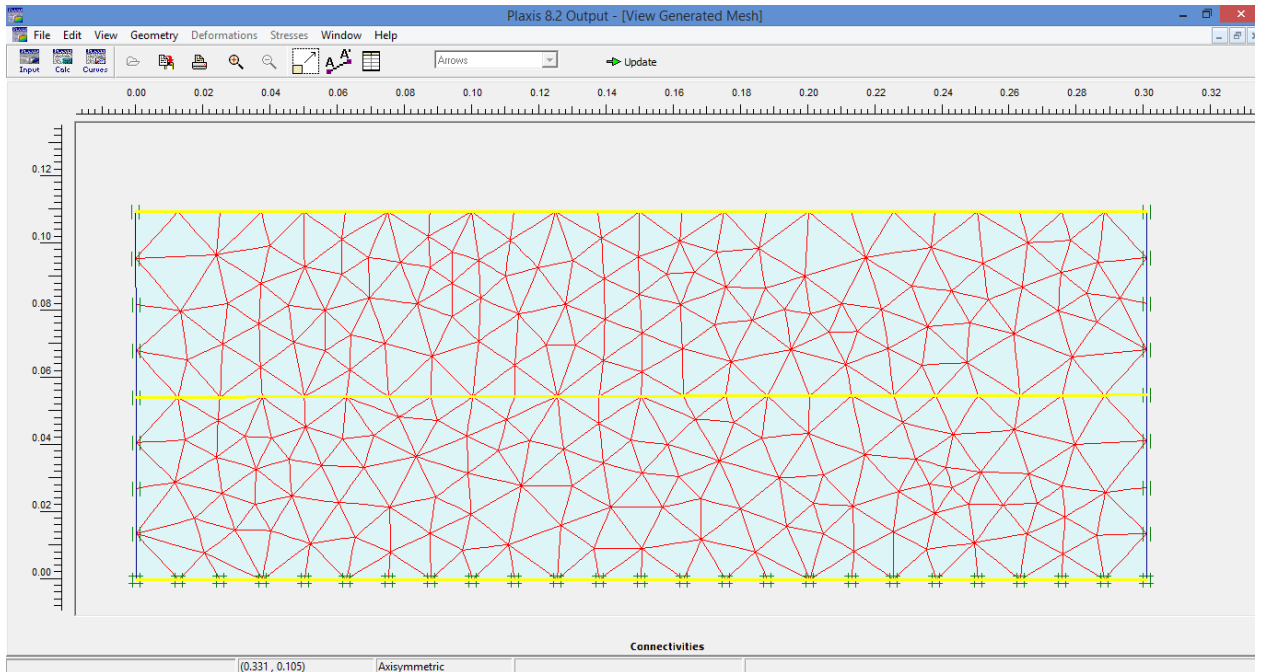 Plaxis 8.2 Output - [View Generated Mesh]
File Edit View Geometry Deformations Stresses Window Help
Input Calc Curves A A* Arrows Update
0.00 0.02 0.04 0.06 0.08 0.10 0.12 0.14 0.16 0.18 0.20 0.22 0.24 0.26 0.28 0.30 0.32
0.12
0.10
0.08
0.06
0.04
0.02
0.00
Connectivities
(0.331 , 0.105) Axisymmetric